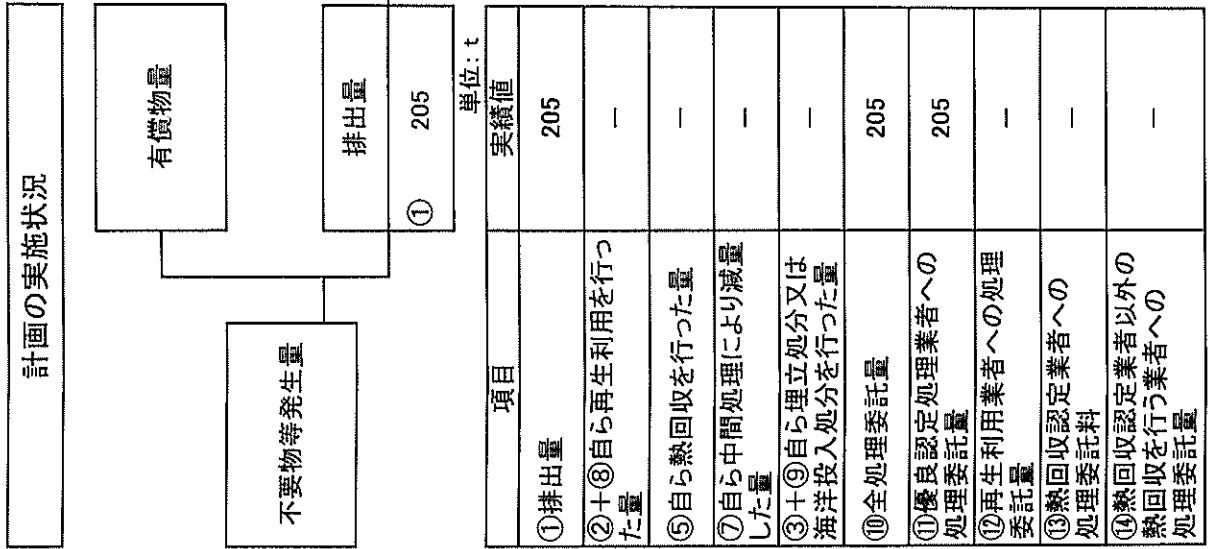 計画の実施状況
不要物等発生量
有償物量
排出量
① 205
単位：t
項目 実績値
①排出量 205
②＋⑧自ら再生利用を行っ
た量 －
⑤自ら熱回収を行った量 －
⑦自ら中間処理により減量
した量 －
③＋⑨自ら埋立処分又は
海洋投入処分を行った量 －
⑩全処理委託量 205
⑪優良認定処理業者への
処理委託量 205
⑫再生利用業者への処理
委託量 －
⑬熱回収認定業者への
処理委託料 －
⑭熱回収認定業者以外の
熱回収を行う業者への
処理委託量 －